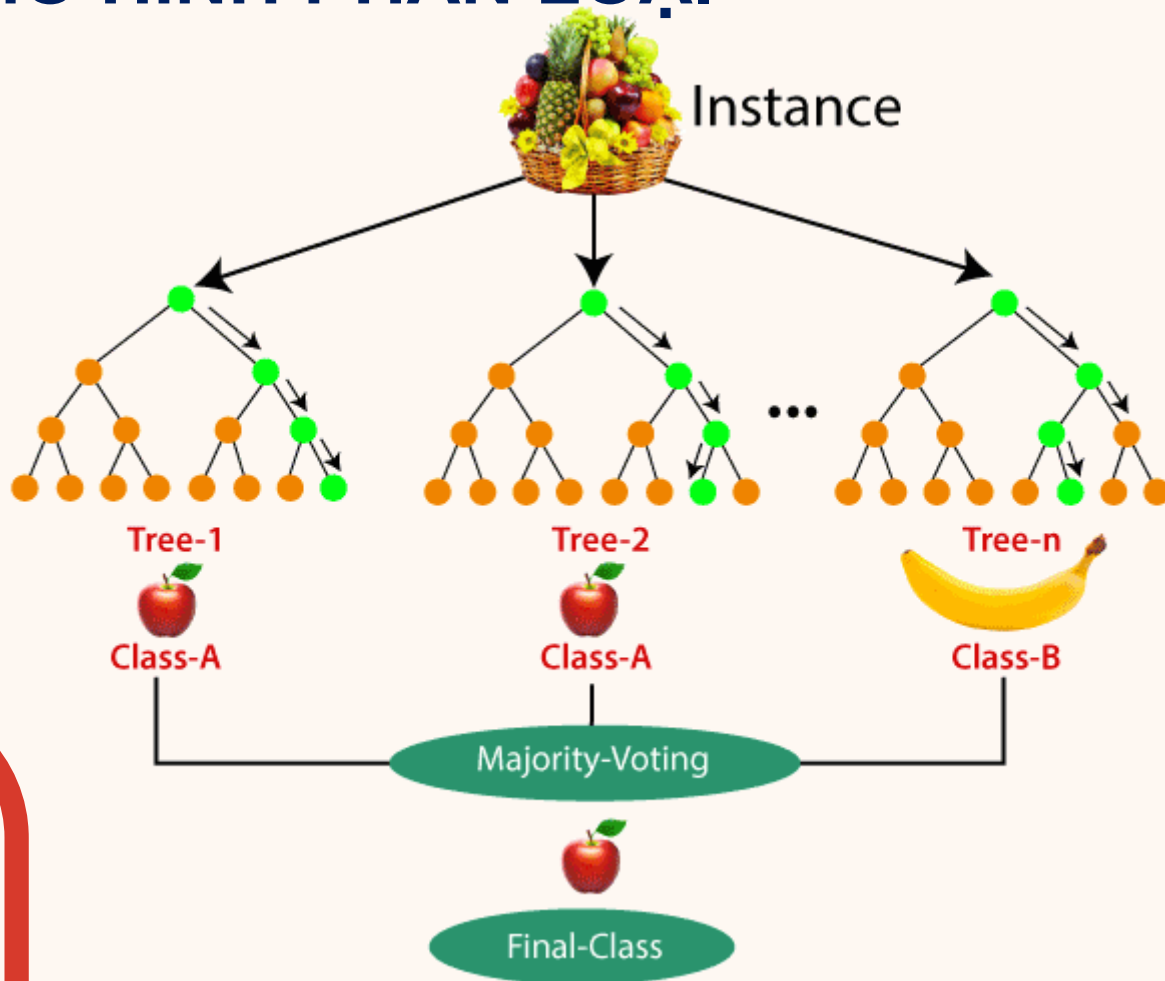 Instance
...
Tree-1 Tree-2 Tree-n
Class-A Class-A Class-B
Majority-Voting
Final-Class